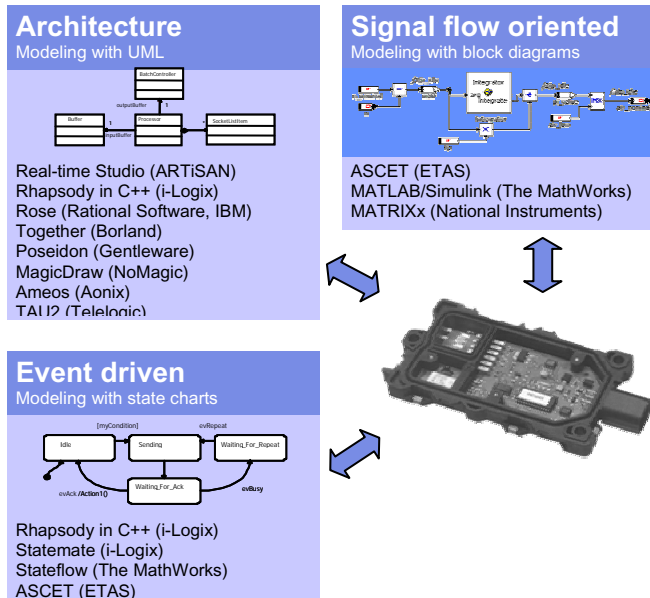 Architecture
Modeling with UML
BatchController
outputBuffer
1
Buffer
1
inputBuffer
Processor
*
SocketListItem
Real-time Studio (ARTiSAN)
Rhapsody in C++ (i-Logix)
Rose (Rational Software, IBM)
Together (Borland)
Poseidon (Gentleware)
MagicDraw (NoMagic)
Ameos (Aonix)
TAU2 (Telelogic)
Signal flow oriented
Modeling with block diagrams
Integrator
Integrate
ASCET (ETAS)
MATLAB/Simulink (The MathWorks)
MATRIXx (National Instruments)
Event driven
Modeling with state charts
[myCondition]
evRepeat
Idle
Sending
Waiting_For_Repeat
Waiting_For_Ack
evAck /Action1()
evBusy
Rhapsody in C++ (i-Logix)
Statemate (i-Logix)
Stateflow (The MathWorks)
ASCET (ETAS)